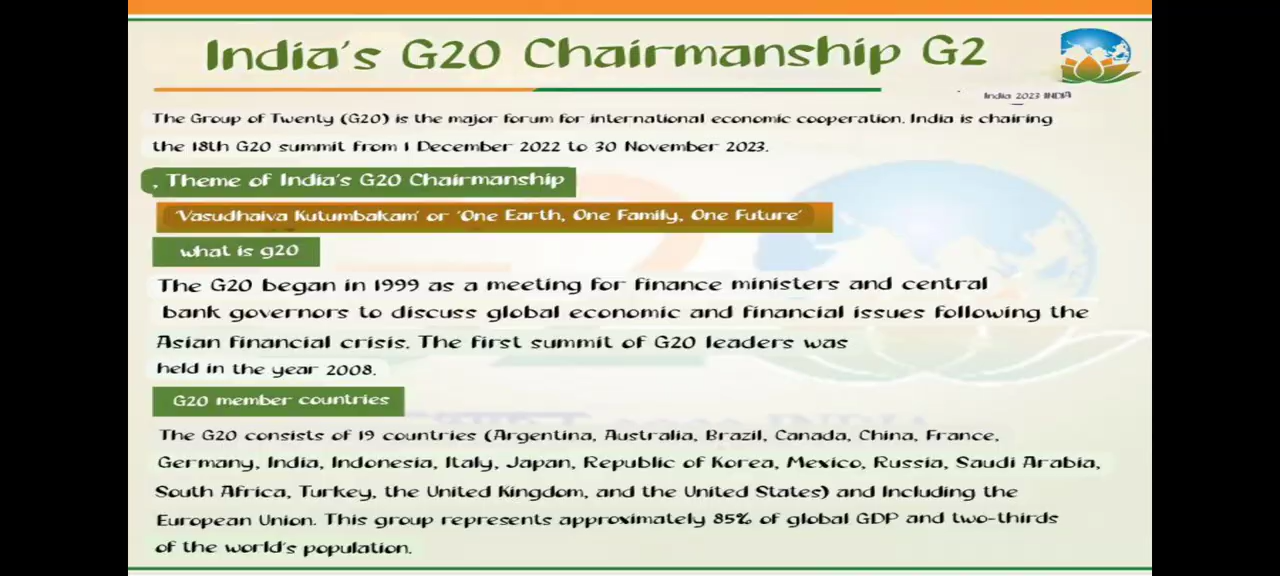 India's G20 Chairmanship G2
India 2023 INDIA
The Group of Twenty (G20) is the major forum for international economic cooperation. India is chairing
the 18th G20 summit from 1 December 2022 to 30 November 2023.
, Theme of India's G20 Chairmanship
'Vasudhaiva Kutumbakam' or 'One Earth, One Family, One Future'
what is g20
The G20 began in 1999 as a meeting for finance ministers and central
bank governors to discuss global economic and financial issues following the
Asian financial crisis. The first summit of G20 leaders was
held in the year 2008.
G20 member countries
The G20 consists of 19 countries (Argentina, Australia, Brazil, Canada, China, France,
Germany, India, Indonesia, Italy, Japan, Republic of Korea, Mexico, Russia, Saudi Arabia,
South Africa, Turkey, the United Kingdom, and the United States) and Including the
European Union. This group represents approximately 85% of global GDP and two-thirds
of the world's population.